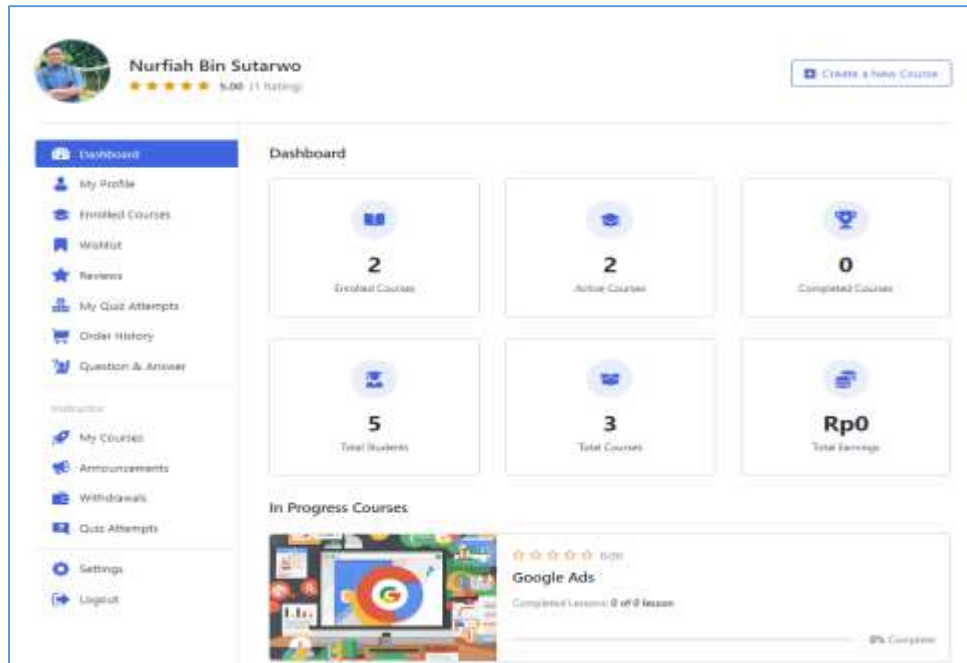 Nurfiah Bin Sutarwo
5.00 (1 Rating)
Create a New Course
Dashboard
My Profile
Enrolled Courses
Wishlist
Reviews
My Quiz Attempts
Order History
Question & Answer
Instructor
My Courses
Announcements
Withdrawals
Quiz Attempts
Settings
Logout
Dashboard
2
Enrolled Courses
2
Active Courses
0
Completed Courses
5
Total Students
3
Total Courses
Rp0
Total Earnings
In Progress Courses
0.00
Google Ads
Completed Lessons: 0 of 0 lesson
0% Complete